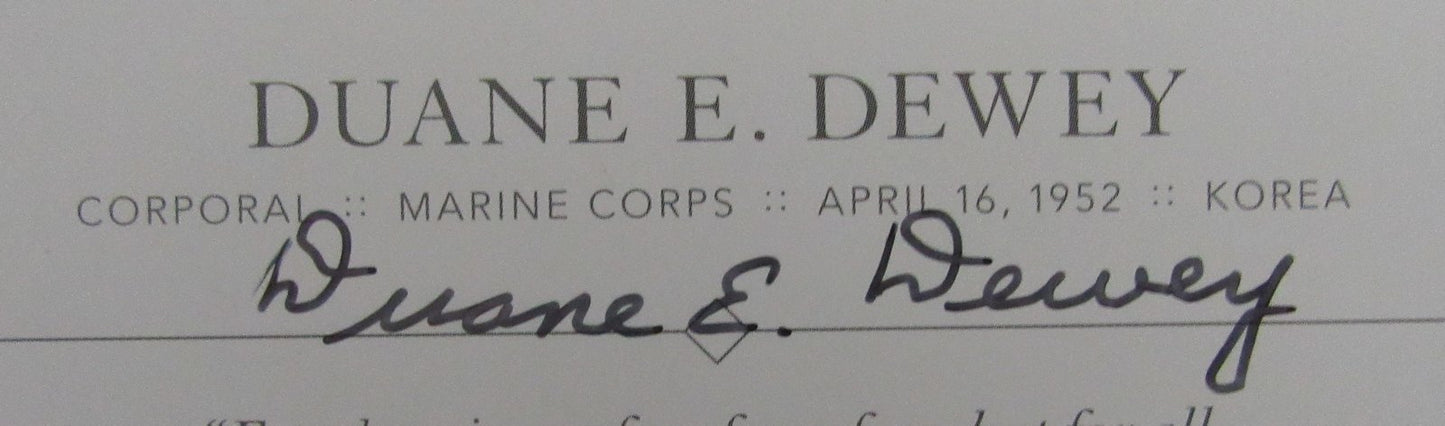 DUANE E. DEWEY
CORPORAL :: MARINE CORPS :: APRIL 16, 1952 :: KOREA
Duane E. Dewey